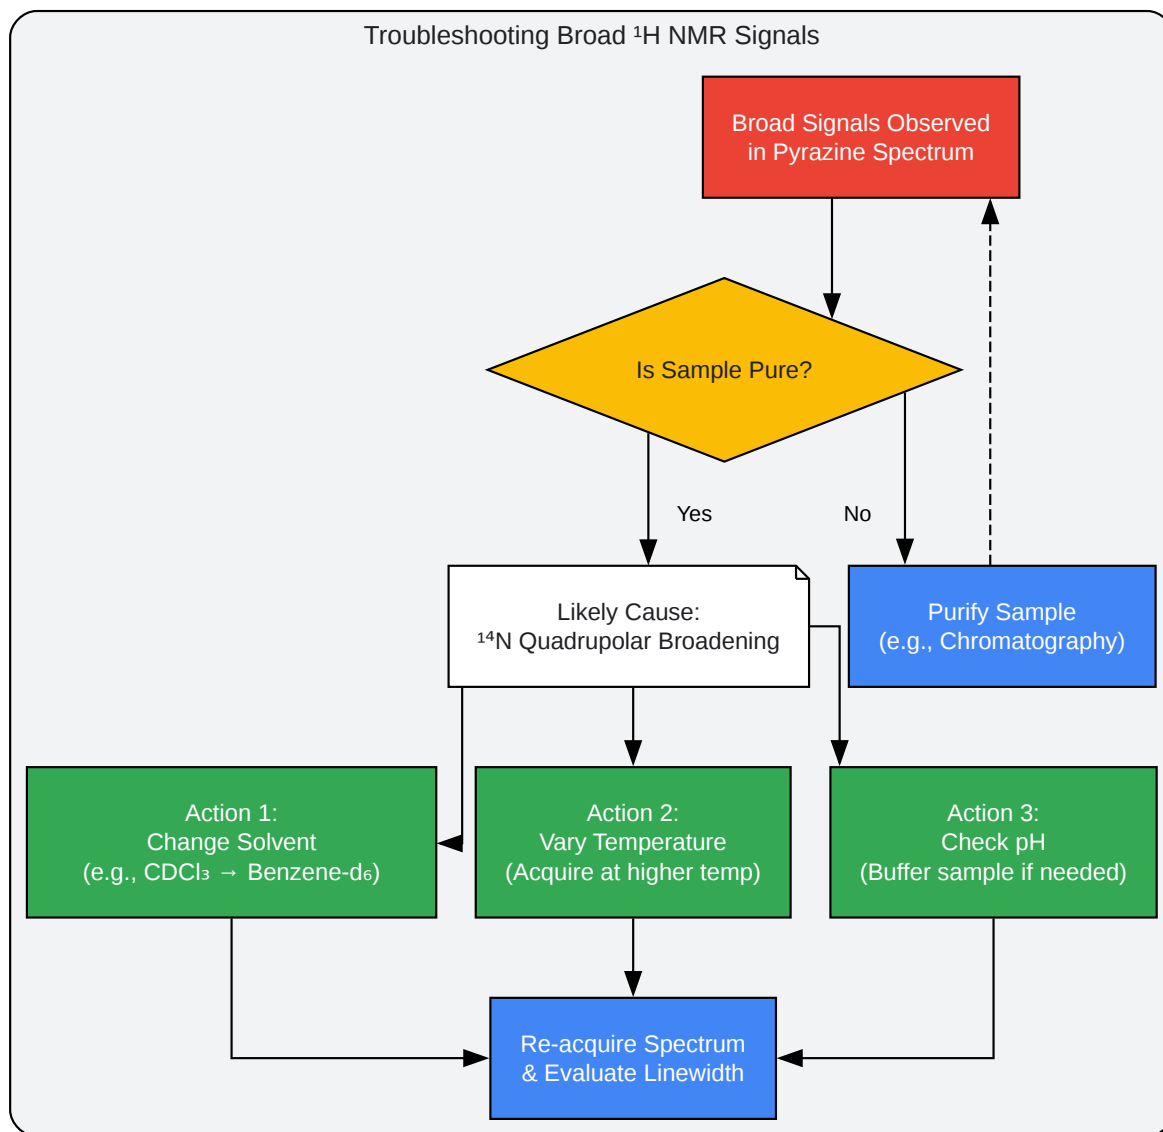 Troubleshooting Broad ¹H NMR Signals
Broad Signals Observed
in Pyrazine Spectrum
Is Sample Pure?
Yes
No
Likely Cause:
¹⁴N Quadrupolar Broadening
Purify Sample
(e.g., Chromatography)
Action 1:
Change Solvent
(e.g., CDCl₃ → Benzene-d₆)
Action 2:
Vary Temperature
(Acquire at higher temp)
Action 3:
Check pH
(Buffer sample if needed)
Re-acquire Spectrum
& Evaluate Linewidth